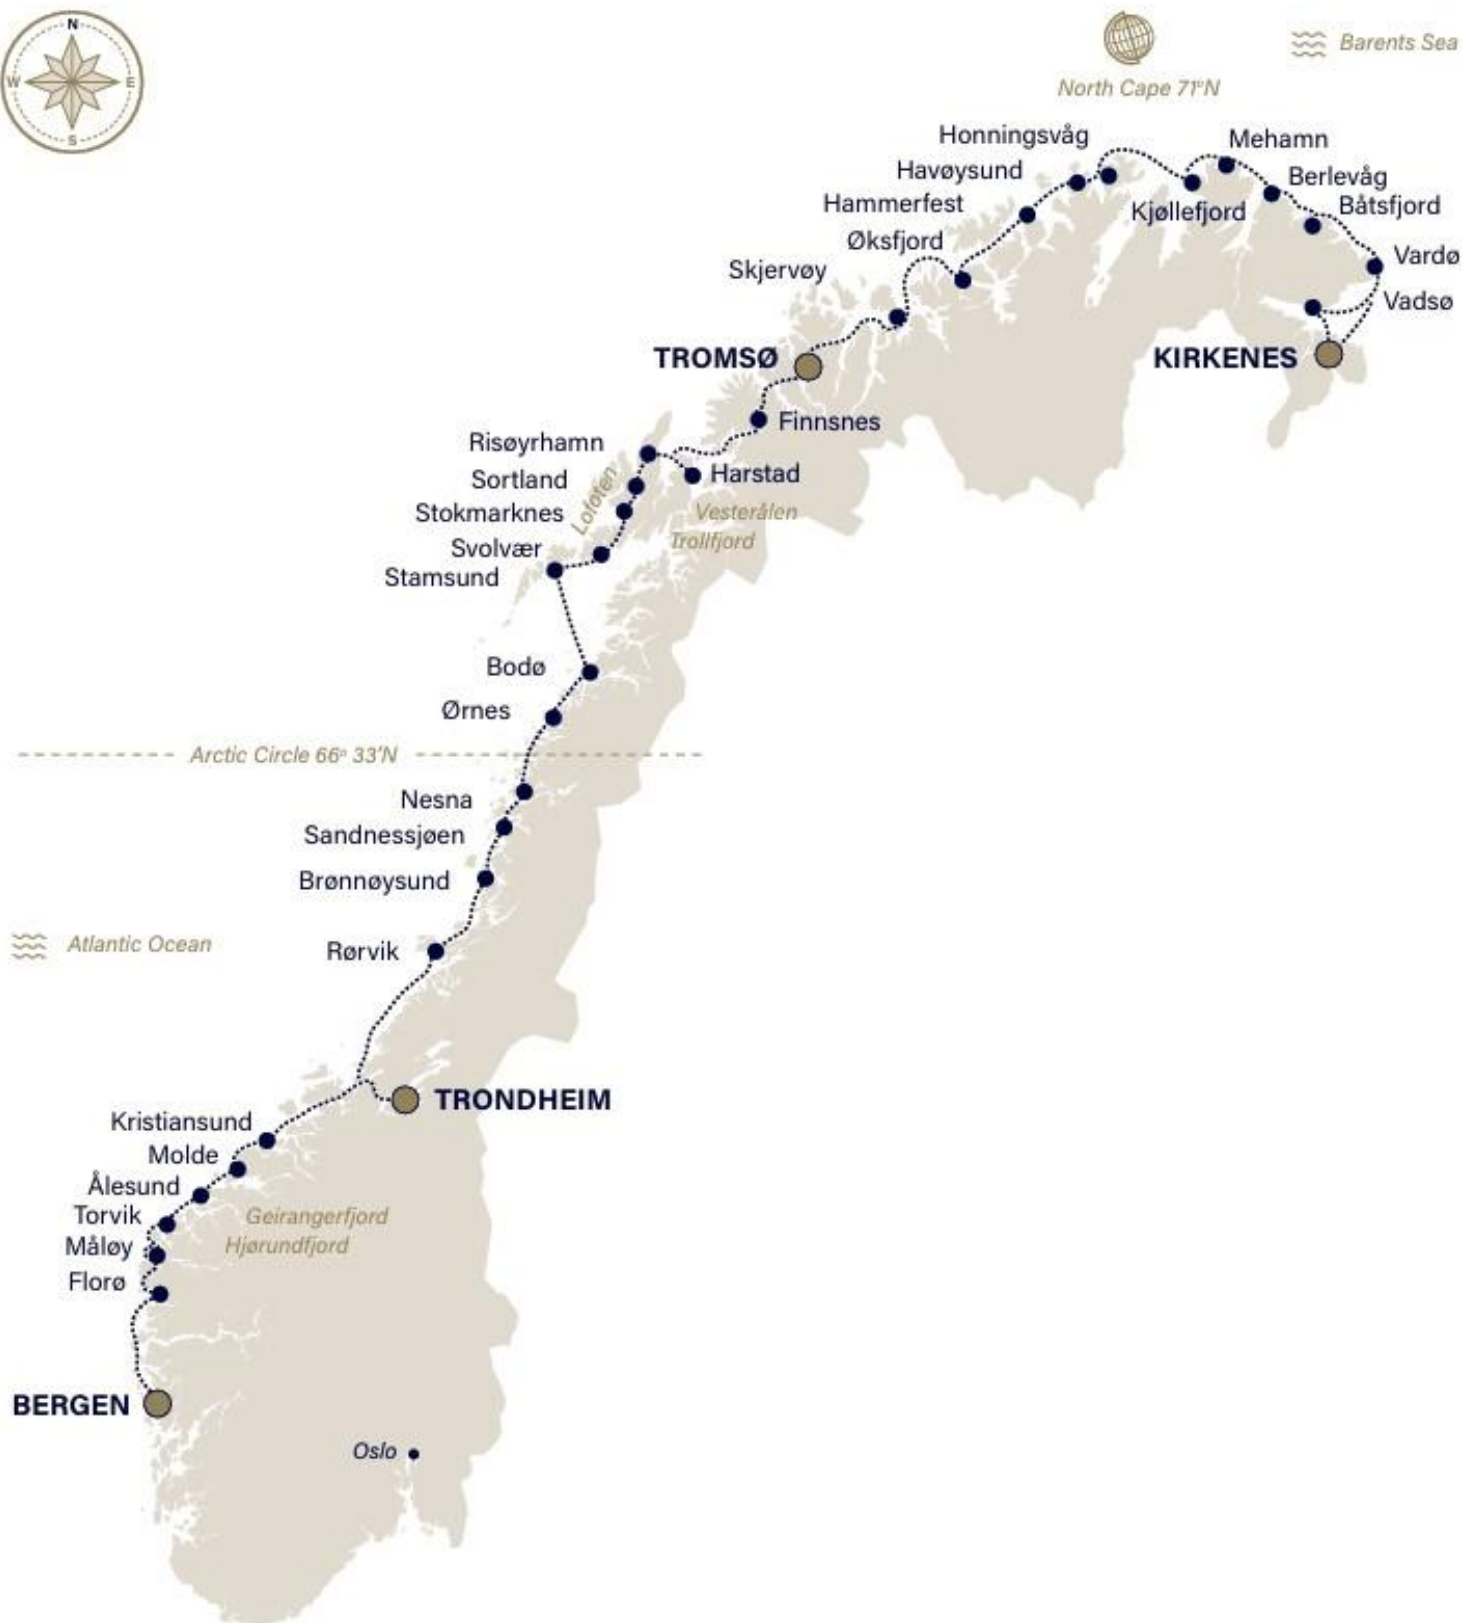 N
W
E
S
Barents Sea
North Cape 71°N
Honningsvåg
Mehamn
Havøysund
Berlevåg
Hammerfest
Kjøllefjord
Båtsfjord
Øksfjord
Vardø
Skjervøy
Vadsø
TROMSØ
KIRKENES
Finnsnes
Risøyrhamn
Harstad
Sortland
Lofoten
Stokmarknes
Vesterålen
Trollfjord
Svolvær
Stamsund
Bodø
Ørnes
Arctic Circle 66° 33'N
Nesna
Sandnessjøen
Brønnøysund
Atlantic Ocean
Rørvik
TRONDHEIM
Kristiansund
Molde
Ålesund
Torvik
Geirangerfjord
Måløy
Hjørundfjord
Florø
BERGEN
Oslo